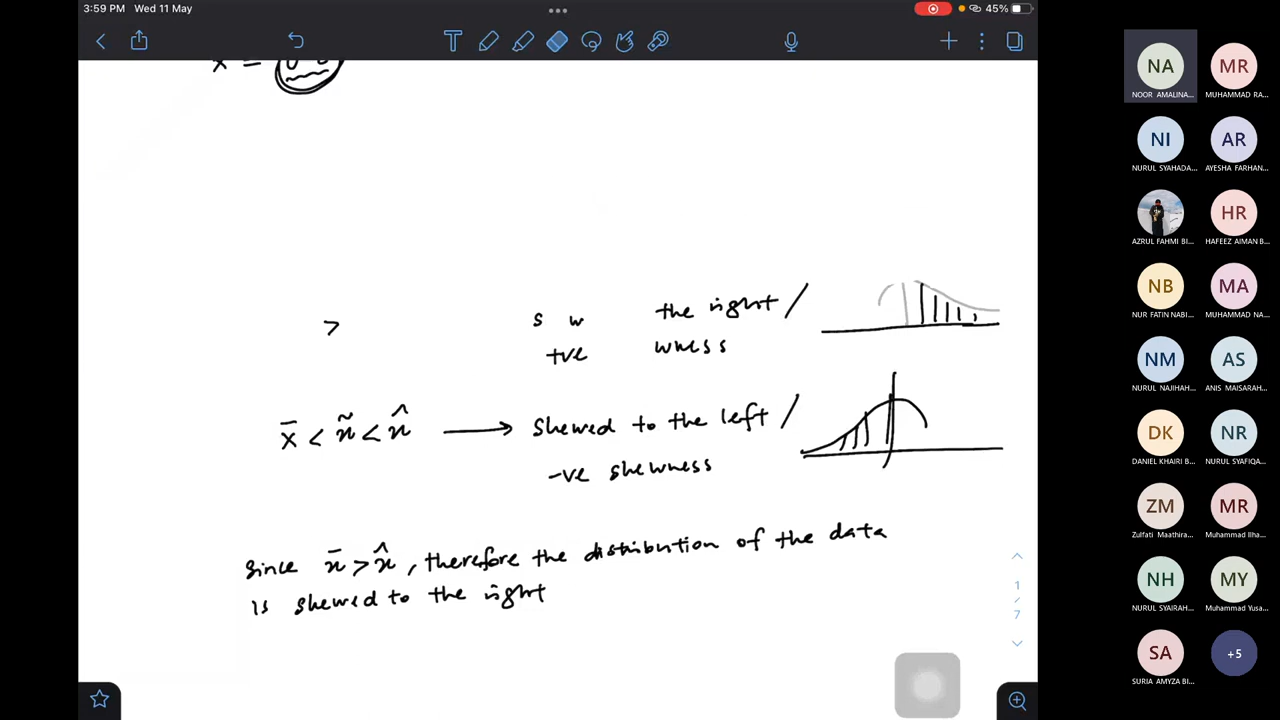 3:59 PM Wed 11 May
45%
x̄ =
>
s w the right /
+ve wness
x̄ < x̃ < x̂ → skewed to the left /
-ve skewness
Since x̄ > x̂, therefore the distribution of the data
is skewed to the right
1
/
7
NA
NOOR AMALINA...
MR
MUHAMMAD RA...
NI
NURUL SYAHADA...
AR
AYESHA FARHAN...
AZRUL FAHMI BI...
HR
HAFEEZ AIMAN B...
NB
NUR FATIN NABI...
MA
MUHAMMAD NA...
NM
NURUL NAJIHAH...
AS
ANIS MAISARAH...
DK
DANIEL KHAIRI B...
NR
NURUL SYAFIQA...
ZM
Zulfati Maathira...
MR
Muhammad Ilha...
NH
NURUL SYAIRAH...
MY
Muhammad Yusa...
SA
SURIA AMYZA BI...
+5